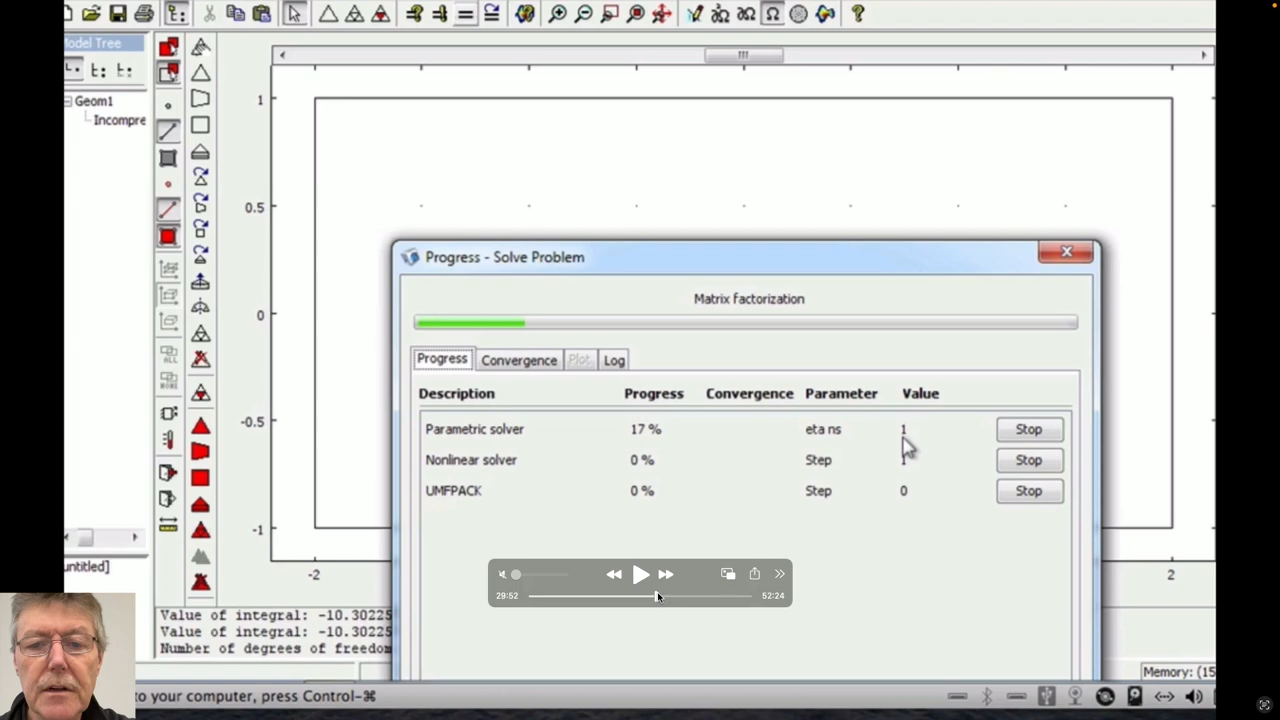 Model Tree
Geom1
Incompre
1
0.5
0
-0.5
-1
-2
2
Progress - Solve Problem
Matrix factorization
Progress
Convergence
Plot
Log
Description Progress Convergence Parameter Value
Parametric solver 17 % eta ns 1 Stop
Nonlinear solver 0 % Step 1 Stop
UMFPACK 0 % Step 0 Stop
29:52
52:24
untitled]
Value of integral: -10.30225
Value of integral: -10.30225
Number of degrees of freedom
Memory: (15
to your computer, press Control-⌘